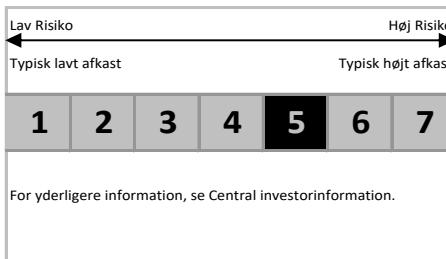 Lav Risiko Høj Risiko
Typisk lavt afkast Typisk højt afkas
1 2 3 4 5 6 7
For yderligere information, se Central investorinformation.